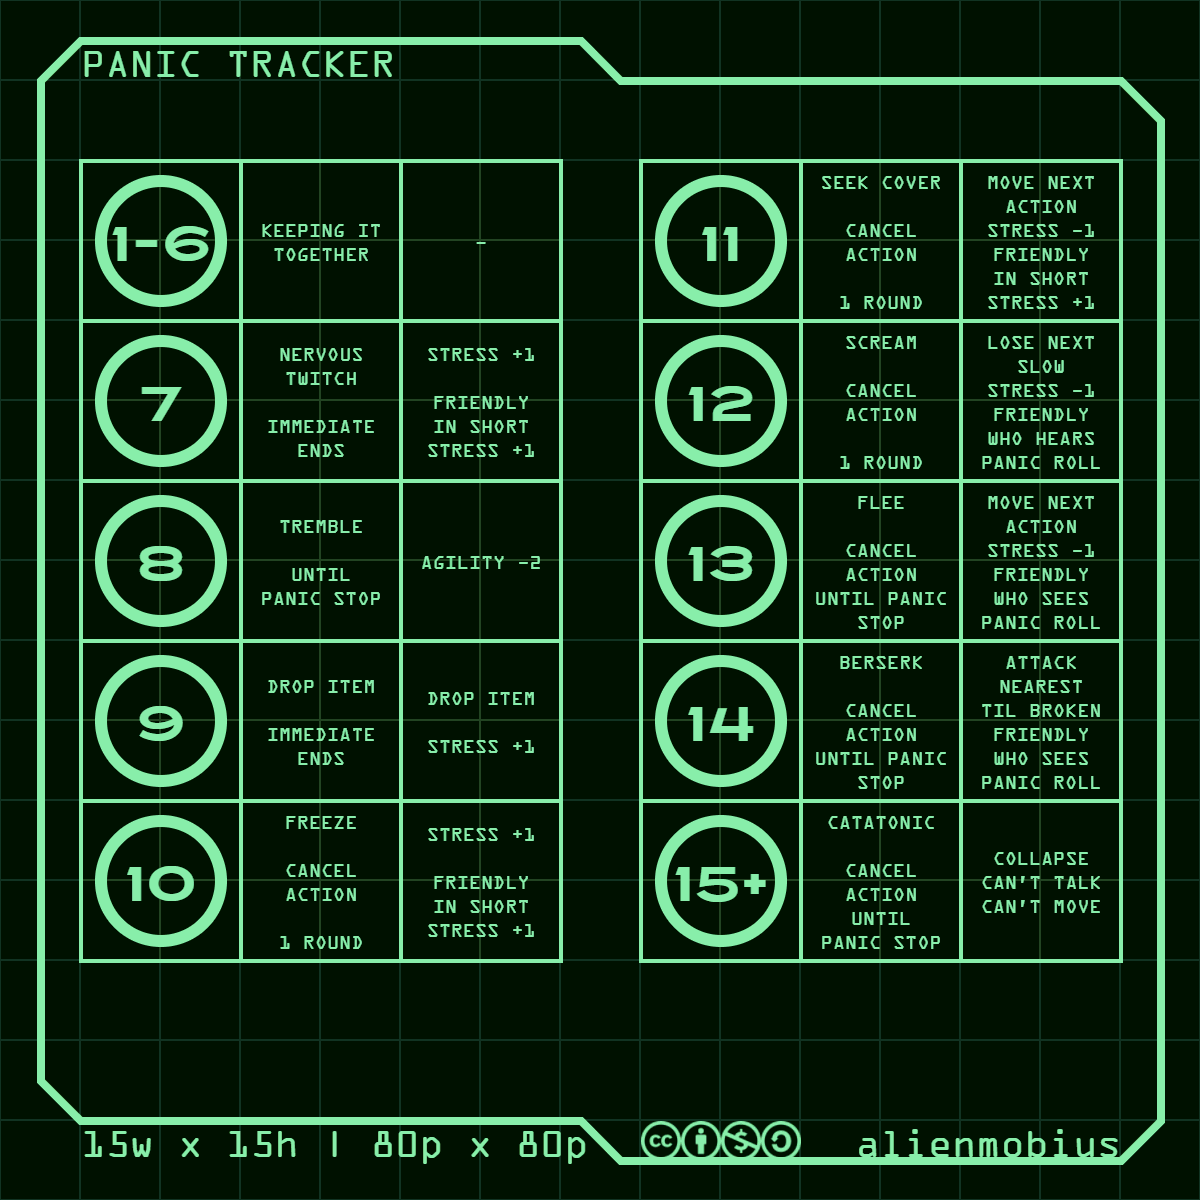 PANIC TRACKER
1-6
KEEPING IT
TOGETHER
-
7
NERVOUS
TWITCH
IMMEDIATE
ENDS
STRESS +1
FRIENDLY
IN SHORT
STRESS +1
8
TREMBLE
UNTIL
PANIC STOP
AGILITY -2
9
DROP ITEM
IMMEDIATE
ENDS
DROP ITEM
STRESS +1
10
FREEZE
CANCEL
ACTION
1 ROUND
STRESS +1
FRIENDLY
IN SHORT
STRESS +1
11
SEEK COVER
CANCEL
ACTION
1 ROUND
MOVE NEXT
ACTION
STRESS -1
FRIENDLY
IN SHORT
STRESS +1
12
SCREAM
CANCEL
ACTION
1 ROUND
LOSE NEXT
SLOW
STRESS -1
FRIENDLY
WHO HEARS
PANIC ROLL
13
FLEE
CANCEL
ACTION
UNTIL PANIC
STOP
MOVE NEXT
ACTION
STRESS -1
FRIENDLY
WHO SEES
PANIC ROLL
14
BERSERK
CANCEL
ACTION
UNTIL PANIC
STOP
ATTACK
NEAREST
TIL BROKEN
FRIENDLY
WHO SEES
PANIC ROLL
15+
CATATONIC
CANCEL
ACTION
UNTIL
PANIC STOP
COLLAPSE
CAN'T TALK
CAN'T MOVE
15w x 15h | 80p x 80p
cc
alienmobius